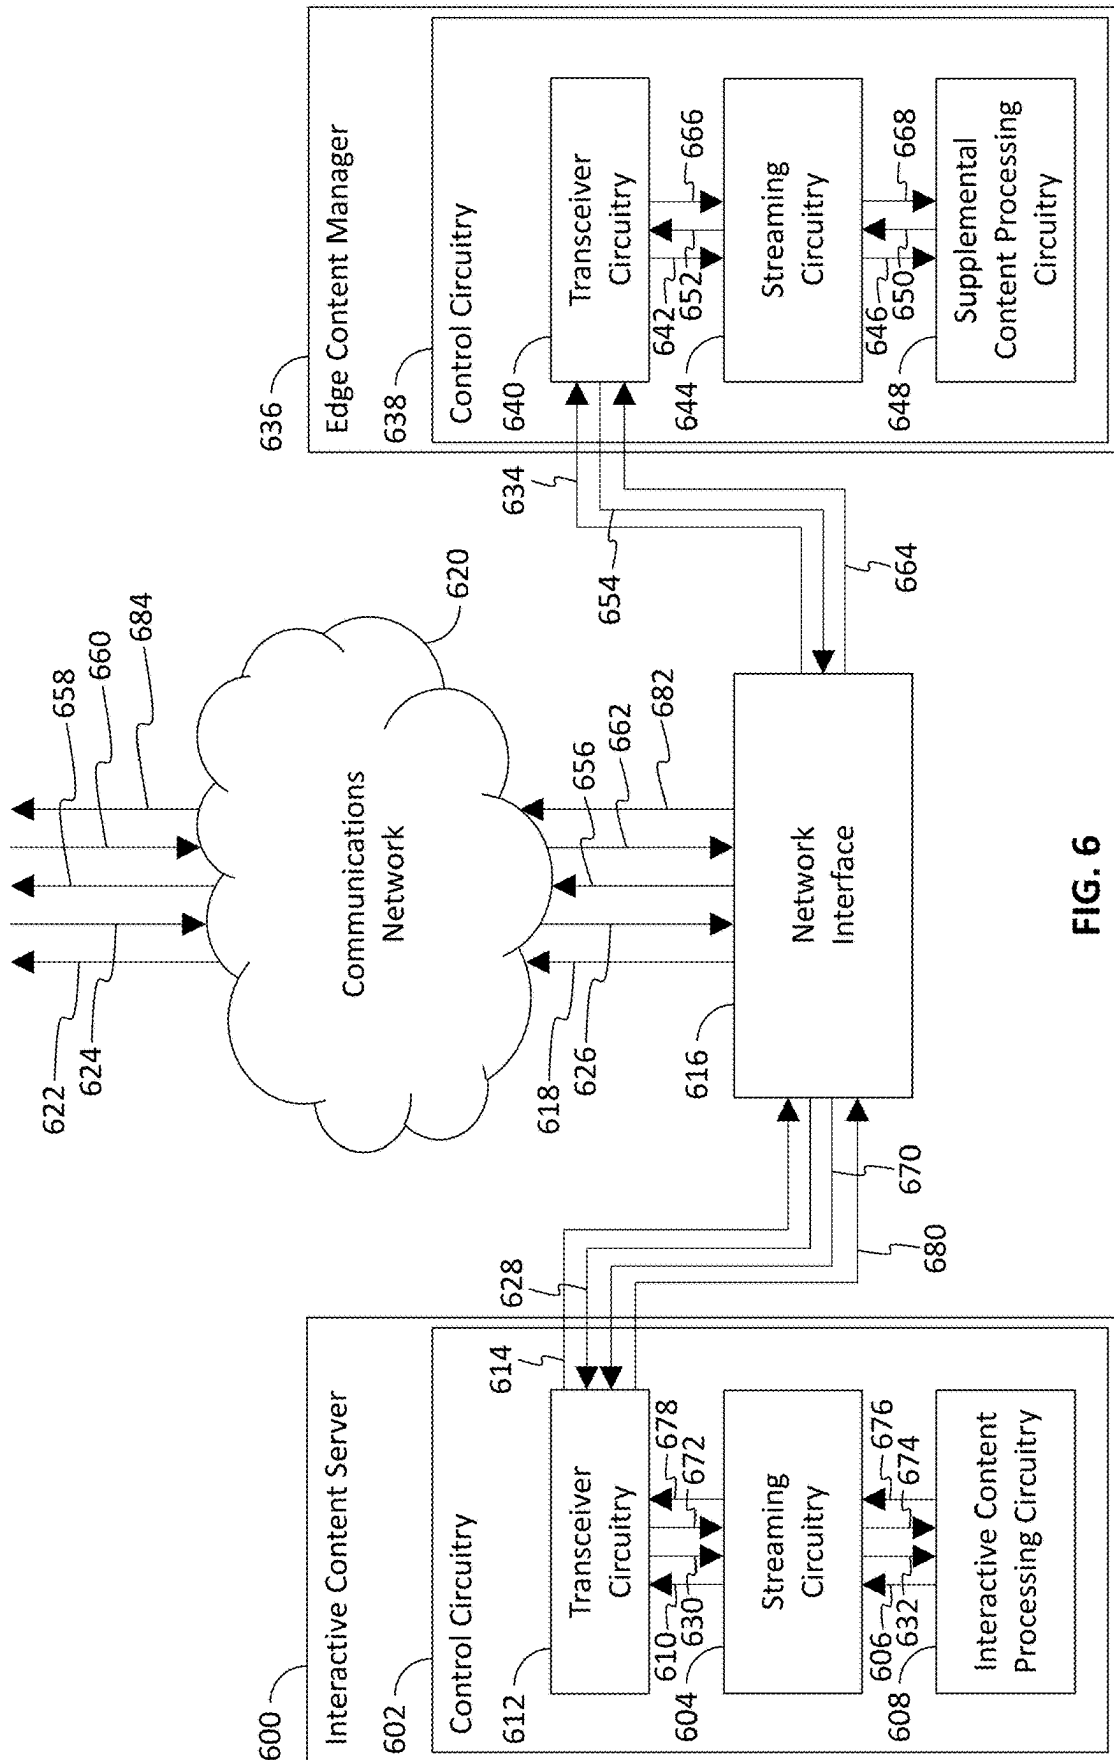 600
Interactive Content Server
602
Control Circuitry
612
Transceiver
Circuitry
610
630
672
678
604
Streaming
Circuitry
606
632
674
676
608
Interactive Content
Processing Circuitry
614
628
680
670
622
624
658
660
684
Communications
Network
620
618
626
656
662
682
616
Network
Interface
634
654
664
636
Edge Content Manager
638
Control Circuitry
640
Transceiver
Circuitry
642
652
666
644
Streaming
Circuitry
646
650
668
648
Supplemental
Content Processing
Circuitry
FIG. 6